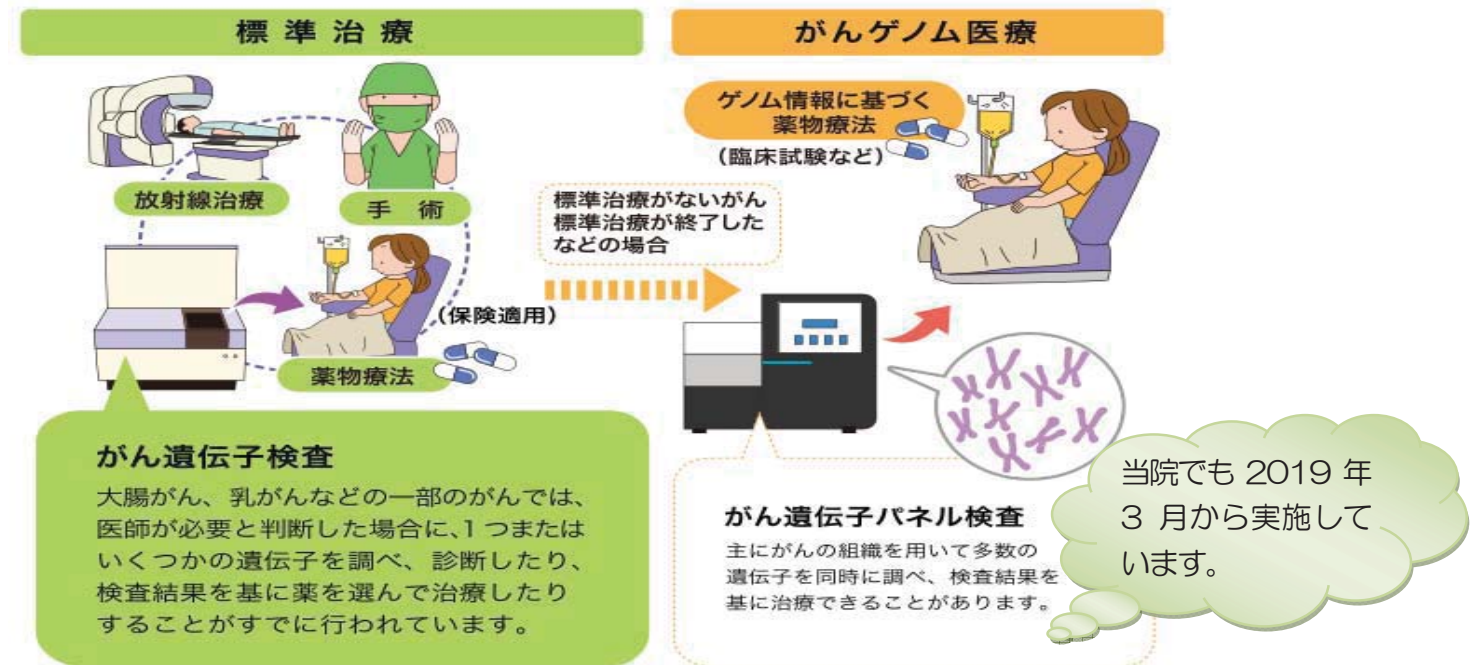 標準治療
放射線治療
手 術
(保険適用)
薬物療法
がん遺伝子検査
大腸がん、乳がんなどの一部のがんでは、
医師が必要と判断した場合に、1つまたは
いくつかの遺伝子を調べ、診断したり、
検査結果を基に薬を選んで治療したり
することがすでに行われています。
標準治療がないがん
標準治療が終了した
などの場合
がんゲノム医療
ゲノム情報に基づく
薬物療法
(臨床試験など)
がん遺伝子パネル検査
主にがんの組織を用いて多数の
遺伝子を同時に調べ、検査結果を
基に治療できることがあります。
当院でも 2019 年
3 月から実施して
います。